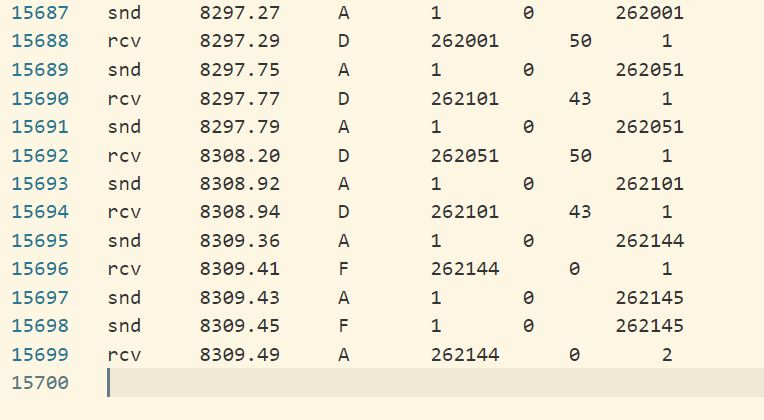 15687 snd 8297.27 A 1 0 262001
15688 rcv 8297.29 D 262001 50 1
15689 snd 8297.75 A 1 0 262051
15690 rcv 8297.77 D 262101 43 1
15691 snd 8297.79 A 1 0 262051
15692 rcv 8308.20 D 262051 50 1
15693 snd 8308.92 A 1 0 262101
15694 rcv 8308.94 D 262101 43 1
15695 snd 8309.36 A 1 0 262144
15696 rcv 8309.41 F 262144 0 1
15697 snd 8309.43 A 1 0 262145
15698 snd 8309.45 F 1 0 262145
15699 rcv 8309.49 A 262144 0 2
15700